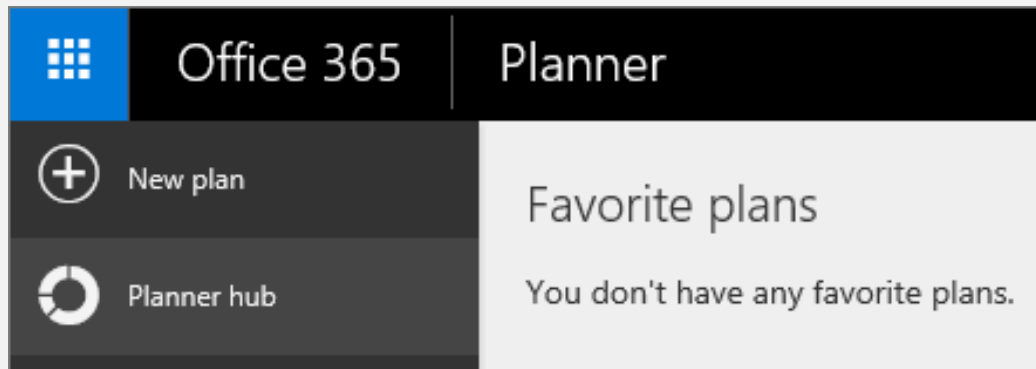 Office 365
Planner
New plan
Planner hub
Favorite plans
You don't have any favorite plans.